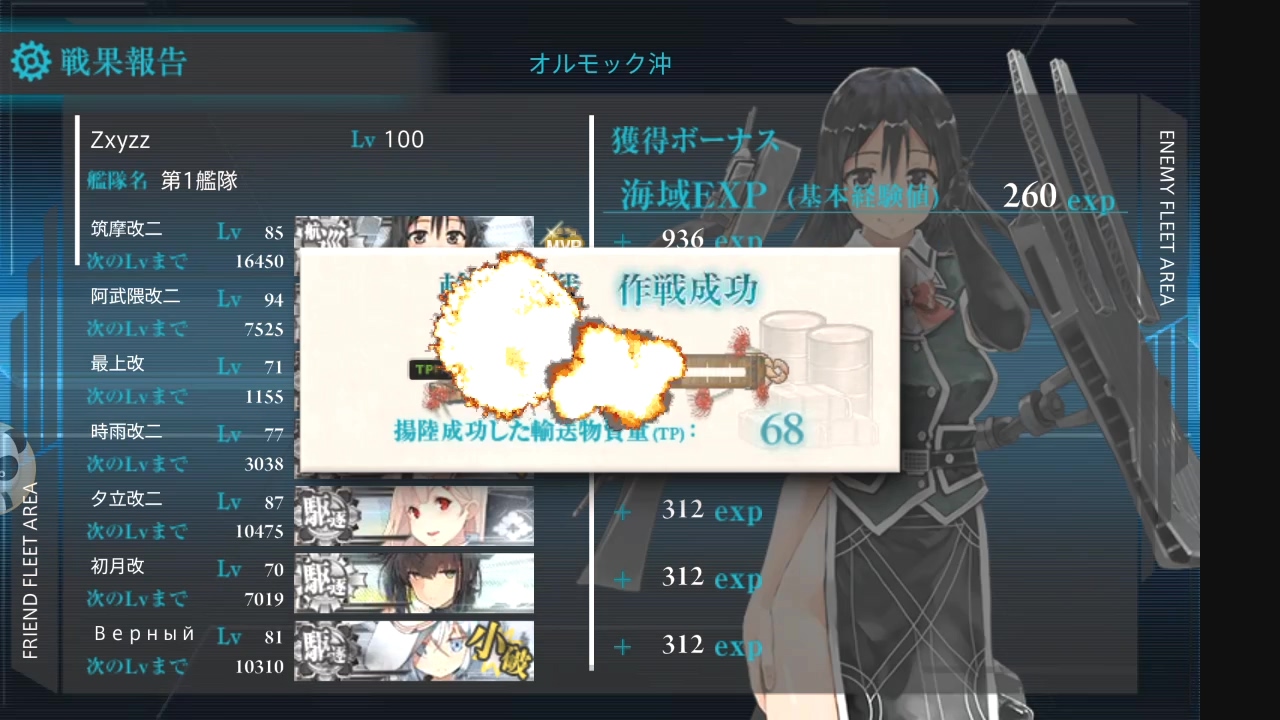 戦果報告
オルモック沖
Zxyzz Lv 100
艦隊名 第1艦隊
獲得ボーナス
海域EXP (基本経験値) 260 exp
筑摩改二 Lv 85
次のLvまで 16450
MVP
+ 936 exp
阿武隈改二 Lv 94
次のLvまで 7525
最上改 Lv 71
次のLvまで 1155
時雨改二 Lv 77
次のLvまで 3038
夕立改二 Lv 87
次のLvまで 10475
駆逐
+ 312 exp
初月改 Lv 70
次のLvまで 7019
駆逐
+ 312 exp
Верный Lv 81
次のLvまで 10310
駆逐
小破
+ 312 exp
作戦成功
TP
揚陸成功した輸送物資量(TP): 68
FRIEND FLEET AREA
ENEMY FLEET AREA